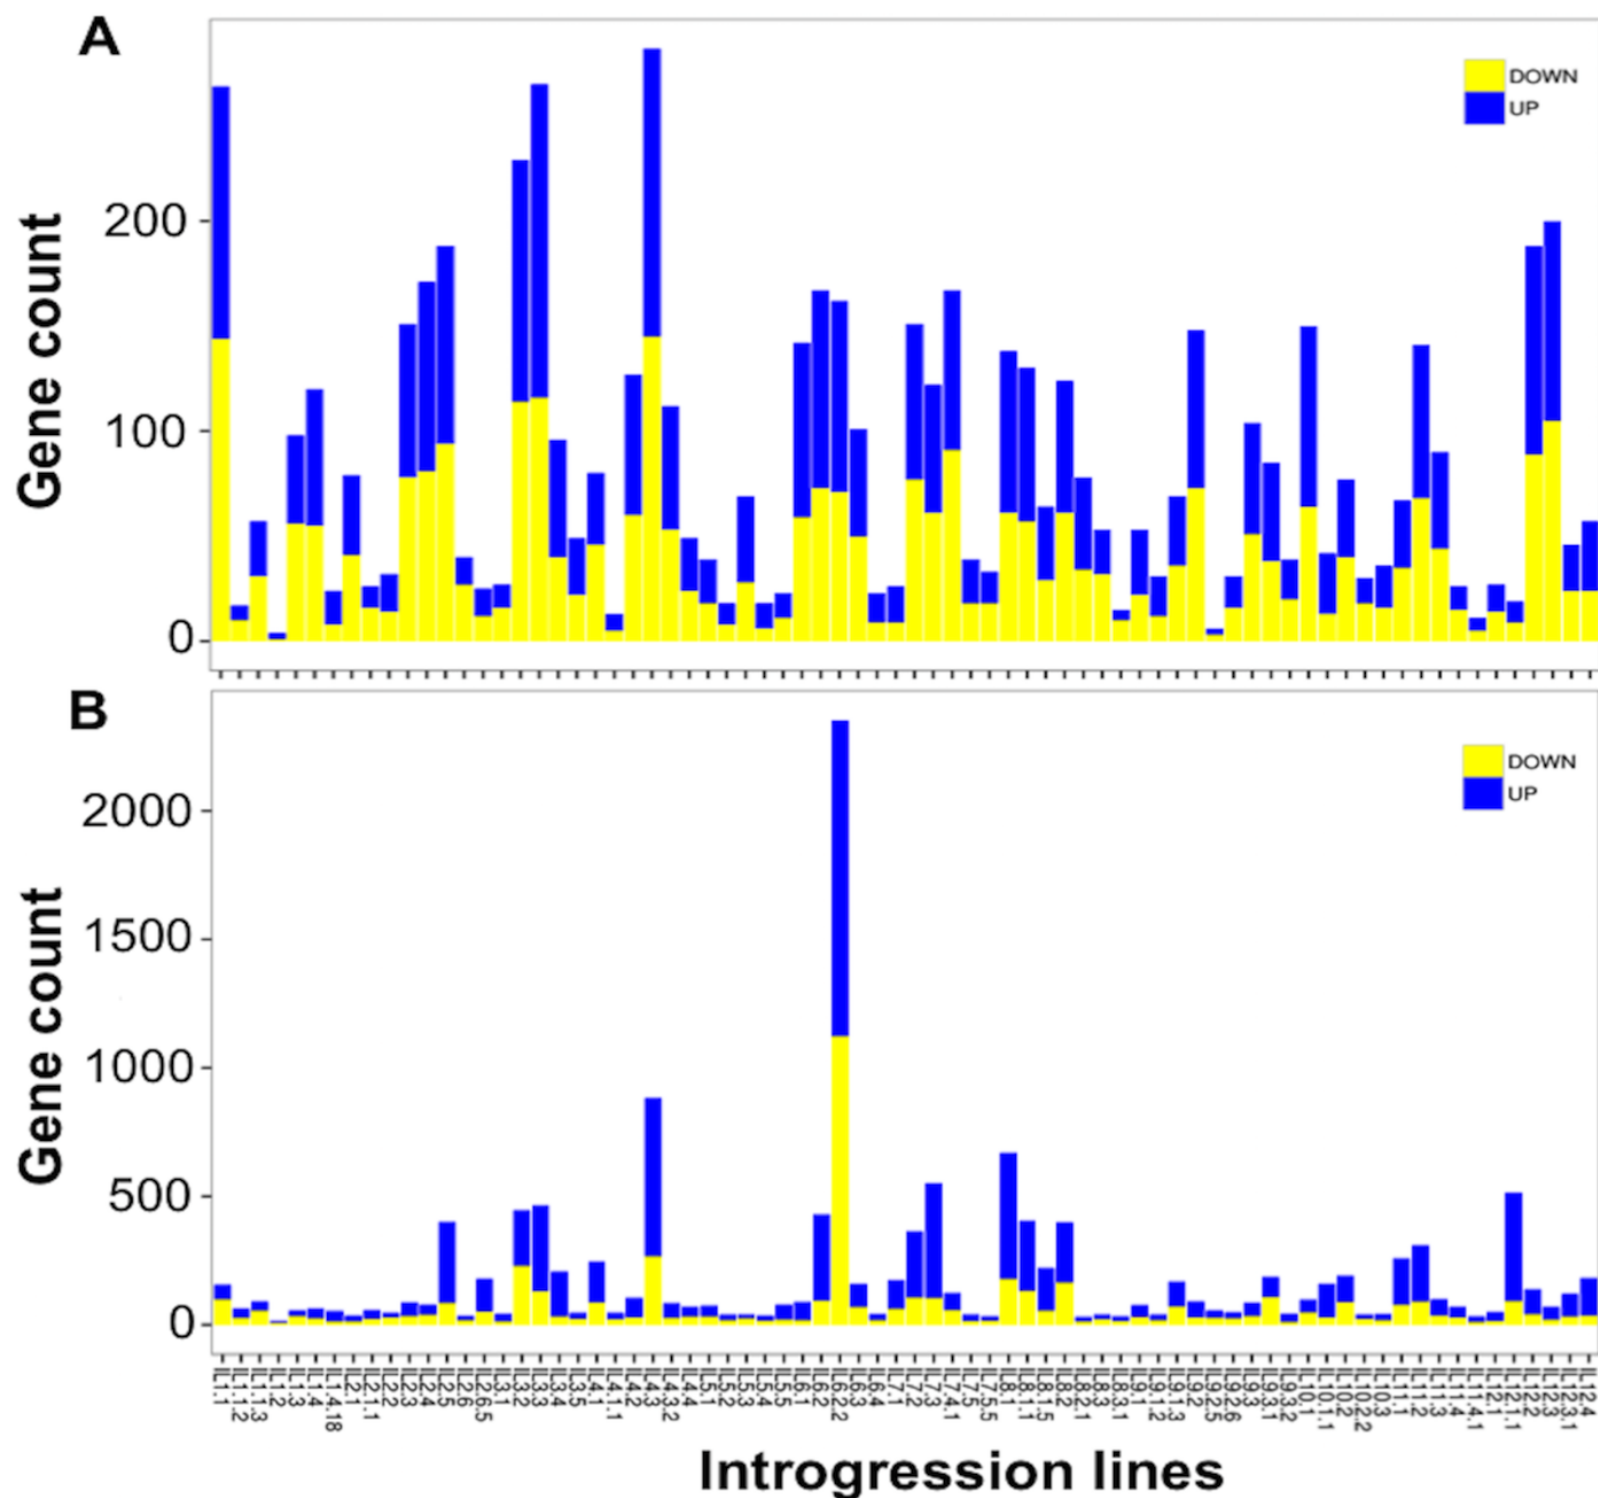 A
DOWN
UP
Gene count
200
100
0
B
DOWN
UP
Gene count
2000
1500
1000
500
0
IL1.1
IL1.1.2
IL1.1.3
IL1.2
IL1.3
IL1.4
IL1.4.18
IL2.1
IL2.1.1
IL2.2
IL2.3
IL2.4
IL2.5
IL2.6
IL2.6.5
IL3.1
IL3.2
IL3.3
IL3.4
IL3.5
IL4.1
IL4.1.1
IL4.2
IL4.3
IL4.3.2
IL4.4
IL5.1
IL5.2
IL5.3
IL5.4
IL5.5
IL6.1
IL6.2
IL6.2.2
IL6.3
IL6.4
IL7.1
IL7.2
IL7.3
IL7.4.1
IL7.5
IL7.5.5
IL8.1
IL8.1.1
IL8.1.5
IL8.2
IL8.2.1
IL8.3
IL8.3.1
IL9.1
IL9.1.2
IL9.1.3
IL9.2
IL9.2.5
IL9.2.6
IL9.3
IL9.3.1
IL9.3.2
IL10.1
IL10.1.1
IL10.2
IL10.2.2
IL10.3
IL11.1
IL11.2
IL11.3
IL11.4
IL11.4.1
IL12.1
IL12.1.1
IL12.2
IL12.3
IL12.3.1
IL12.4
Introgression lines